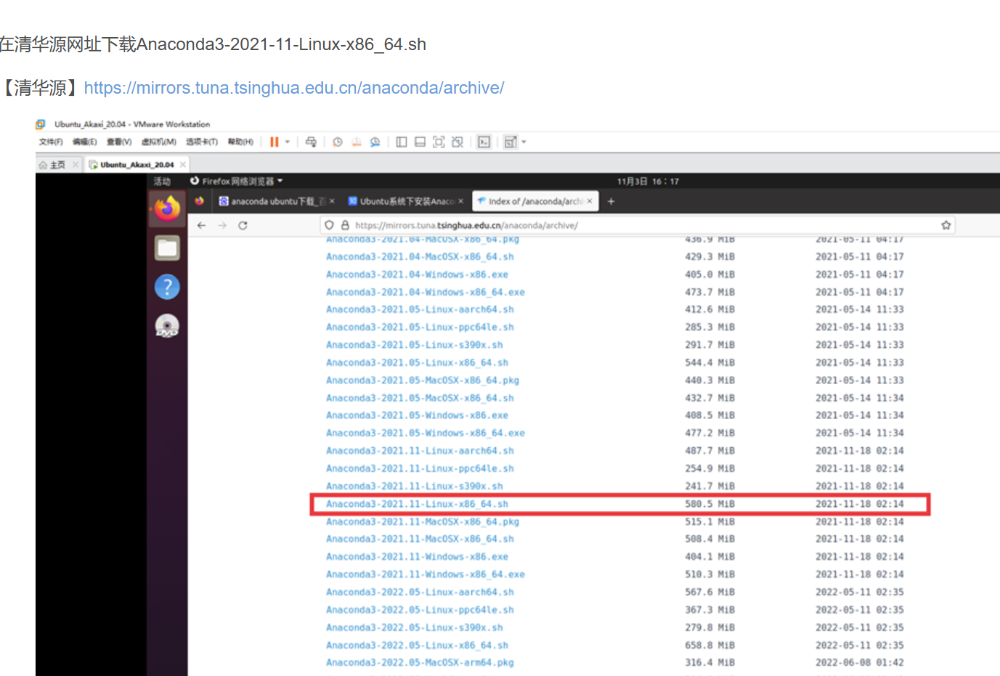 在清华源网址下载Anaconda3-2021-11-Linux-x86_64.sh
【清华源】https://mirrors.tuna.tsinghua.edu.cn/anaconda/archive/
Ubuntu_Akaxi_20.04 - VMware Workstation
文件(F) 编辑(E) 查看(V) 虚拟机(M) 选项卡(T) 帮助(H)
主页 Ubuntu_Akaxi_20.04
活动 Firefox网络浏览器 11月3日 16：17
anaconda ubuntu下载_百 Ubuntu系统下安装Anaco Index of /anaconda/archi
https://mirrors.tuna.tsinghua.edu.cn/anaconda/archive/
Anaconda3-2021.04-MacOSX-x86_64.pkg 436.9 MiB 2021-05-11 04:17
Anaconda3-2021.04-MacOSX-x86_64.sh 429.3 MiB 2021-05-11 04:17
Anaconda3-2021.04-Windows-x86.exe 405.0 MiB 2021-05-11 04:17
Anaconda3-2021.04-Windows-x86_64.exe 473.7 MiB 2021-05-11 04:17
Anaconda3-2021.05-Linux-aarch64.sh 412.6 MiB 2021-05-14 11:33
Anaconda3-2021.05-Linux-ppc64le.sh 285.3 MiB 2021-05-14 11:33
Anaconda3-2021.05-Linux-s390x.sh 291.7 MiB 2021-05-14 11:33
Anaconda3-2021.05-Linux-x86_64.sh 544.4 MiB 2021-05-14 11:33
Anaconda3-2021.05-MacOSX-x86_64.pkg 440.3 MiB 2021-05-14 11:33
Anaconda3-2021.05-MacOSX-x86_64.sh 432.7 MiB 2021-05-14 11:34
Anaconda3-2021.05-Windows-x86.exe 408.5 MiB 2021-05-14 11:34
Anaconda3-2021.05-Windows-x86_64.exe 477.2 MiB 2021-05-14 11:34
Anaconda3-2021.11-Linux-aarch64.sh 487.7 MiB 2021-11-18 02:14
Anaconda3-2021.11-Linux-ppc64le.sh 254.9 MiB 2021-11-18 02:14
Anaconda3-2021.11-Linux-s390x.sh 241.7 MiB 2021-11-18 02:14
Anaconda3-2021.11-Linux-x86_64.sh 580.5 MiB 2021-11-18 02:14
Anaconda3-2021.11-MacOSX-x86_64.pkg 515.1 MiB 2021-11-18 02:14
Anaconda3-2021.11-MacOSX-x86_64.sh 508.4 MiB 2021-11-18 02:14
Anaconda3-2021.11-Windows-x86.exe 404.1 MiB 2021-11-18 02:14
Anaconda3-2021.11-Windows-x86_64.exe 510.3 MiB 2021-11-18 02:14
Anaconda3-2022.05-Linux-aarch64.sh 567.6 MiB 2022-05-11 02:35
Anaconda3-2022.05-Linux-ppc64le.sh 367.3 MiB 2022-05-11 02:35
Anaconda3-2022.05-Linux-s390x.sh 279.8 MiB 2022-05-11 02:35
Anaconda3-2022.05-Linux-x86_64.sh 658.8 MiB 2022-05-11 02:35
Anaconda3-2022.05-MacOSX-arm64.pkg 316.4 MiB 2022-06-08 01:42